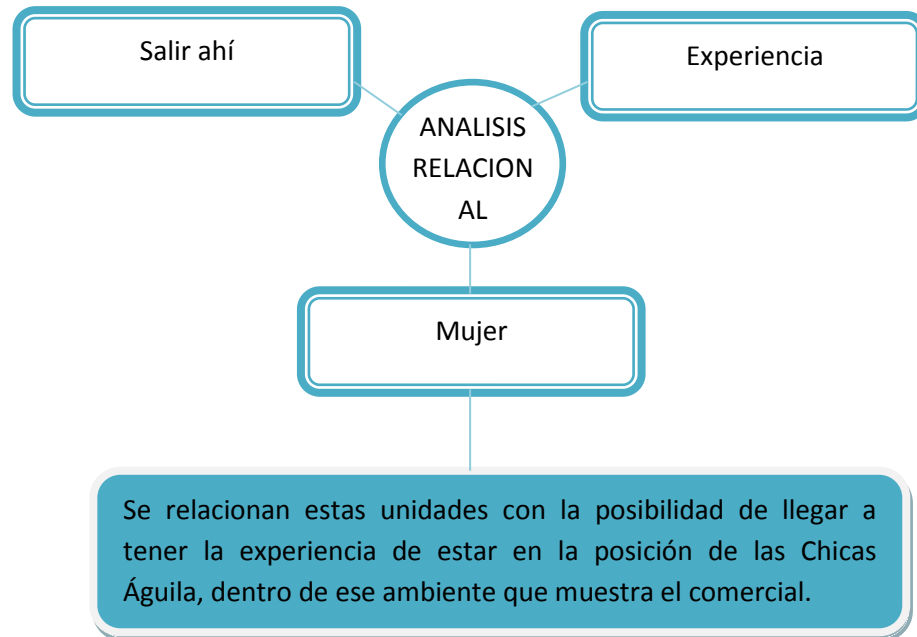 Salir ahí
Experiencia
ANALISIS
RELACION
AL
Mujer
Se relacionan estas unidades con la posibilidad de llegar a
tener la experiencia de estar en la posición de las Chicas
Águila, dentro de ese ambiente que muestra el comercial.